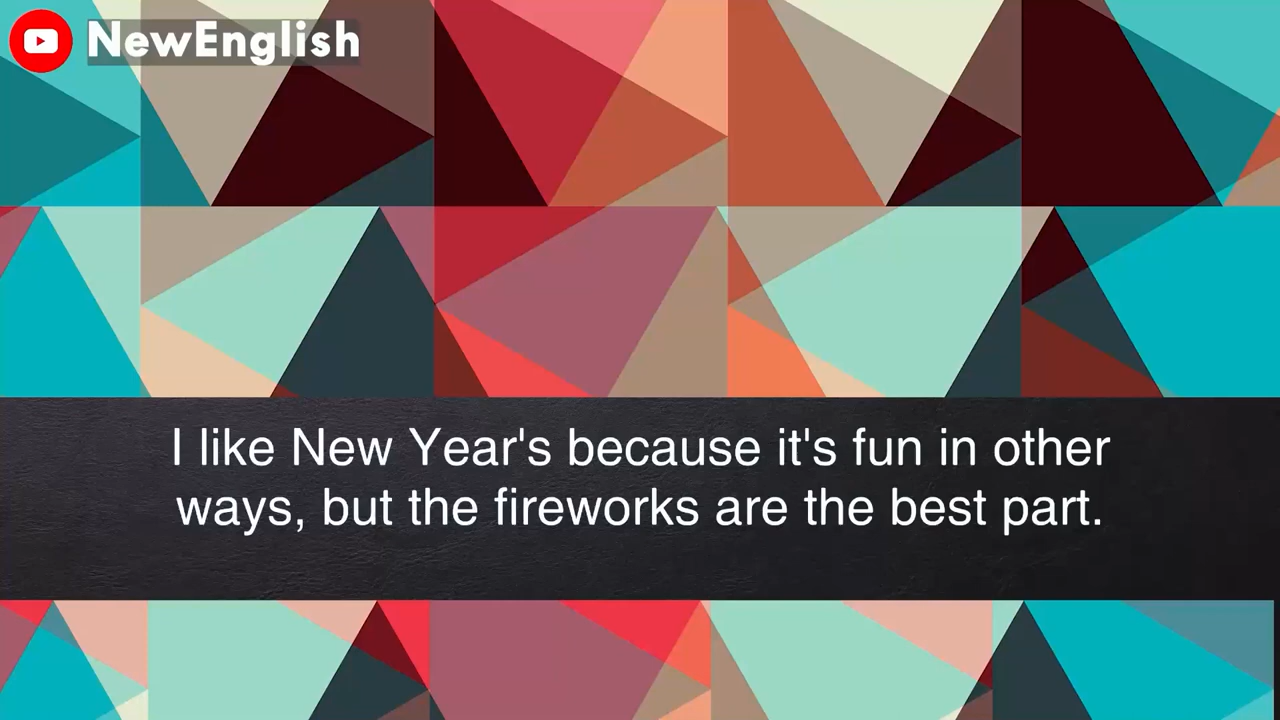 NewEnglish
I like New Year's because it's fun in other
ways, but the fireworks are the best part.